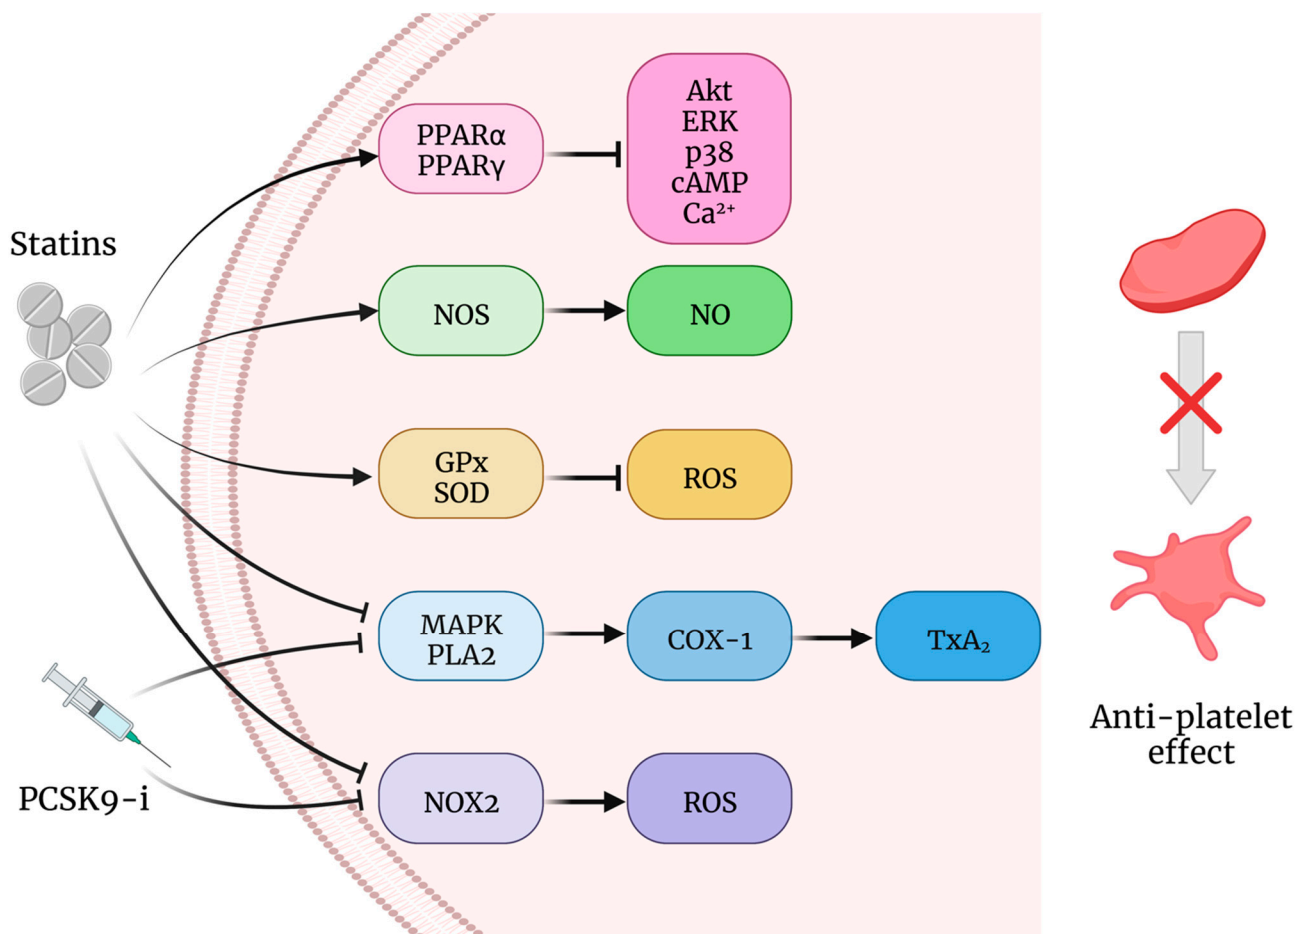 Statins
PCSK9-i
PPARα
PPARγ
Akt
ERK
p38
cAMP
Ca²⁺
NOS
NO
GPx
SOD
ROS
MAPK
PLA2
COX-1
TxA₂
NOX2
ROS
Anti-platelet
effect